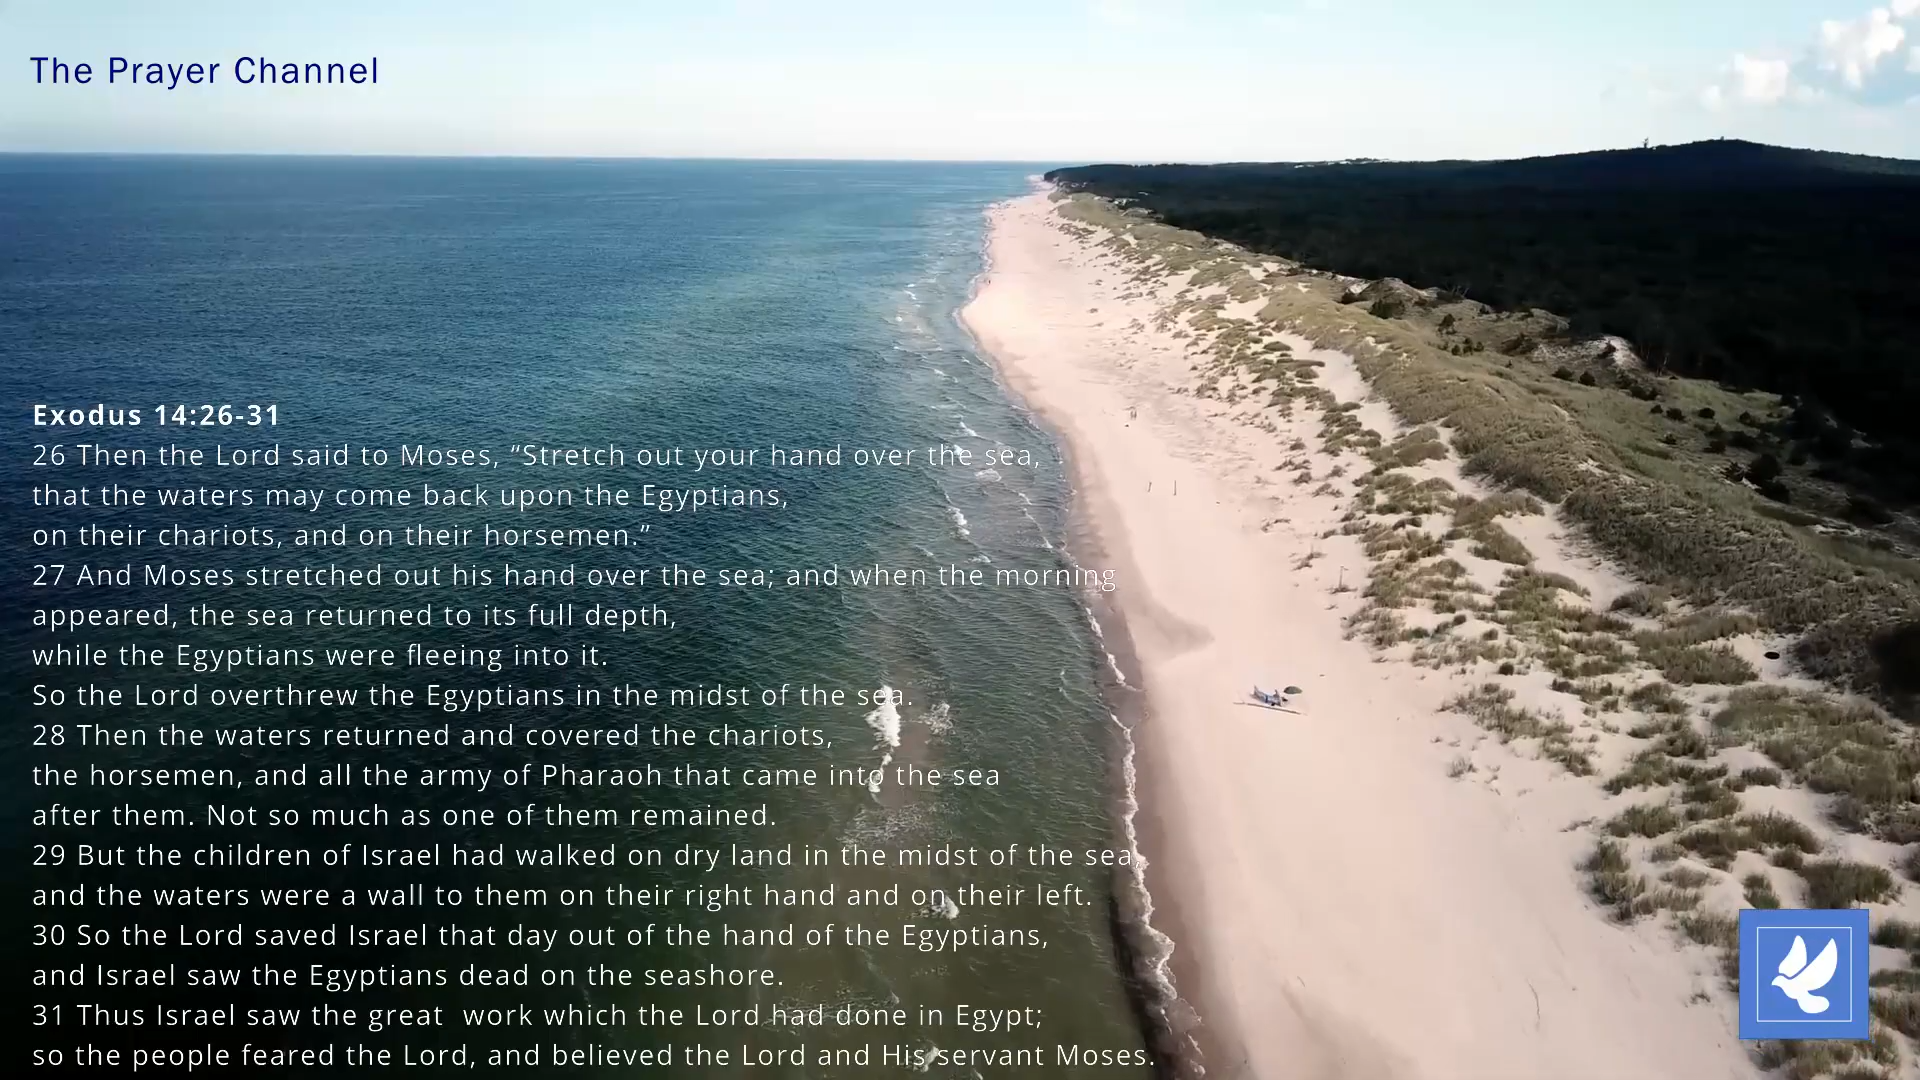 The Prayer Channel
Exodus 14:26-31
26 Then the Lord said to Moses, “Stretch out your hand over the sea,
that the waters may come back upon the Egyptians,
on their chariots, and on their horsemen.”
27 And Moses stretched out his hand over the sea; and when the morning
appeared, the sea returned to its full depth,
while the Egyptians were fleeing into it.
So the Lord overthrew the Egyptians in the midst of the sea.
28 Then the waters returned and covered the chariots,
the horsemen, and all the army of Pharaoh that came into the sea
after them. Not so much as one of them remained.
29 But the children of Israel had walked on dry land in the midst of the sea,
and the waters were a wall to them on their right hand and on their left.
30 So the Lord saved Israel that day out of the hand of the Egyptians,
and Israel saw the Egyptians dead on the seashore.
31 Thus Israel saw the great  work which the Lord had done in Egypt;
so the people feared the Lord, and believed the Lord and His servant Moses.